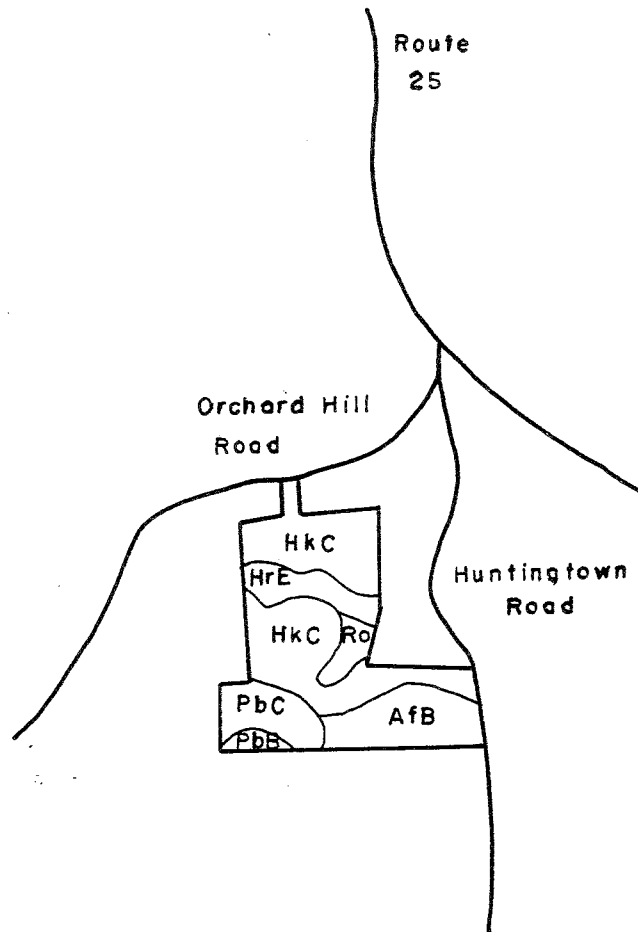 Route
25
Orchard Hill
Road
HkC
HrE
Huntingtown
Road
HkC
Ro
PbC
AfB
PbB